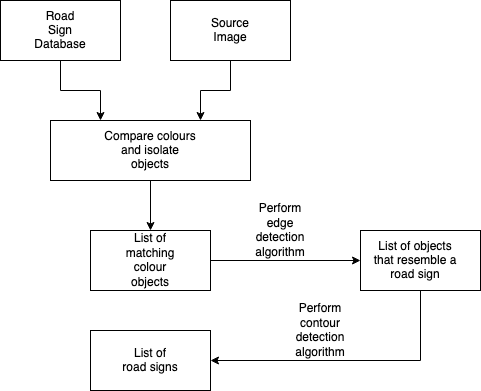 Road
Sign
Database
Source
Image
Compare colours
and isolate
objects
List of
matching
colour
objects
Perform
edge
detection
algorithm
List of objects
that resemble a
road sign
Perform
contour
detection
algorithm
List of
road signs